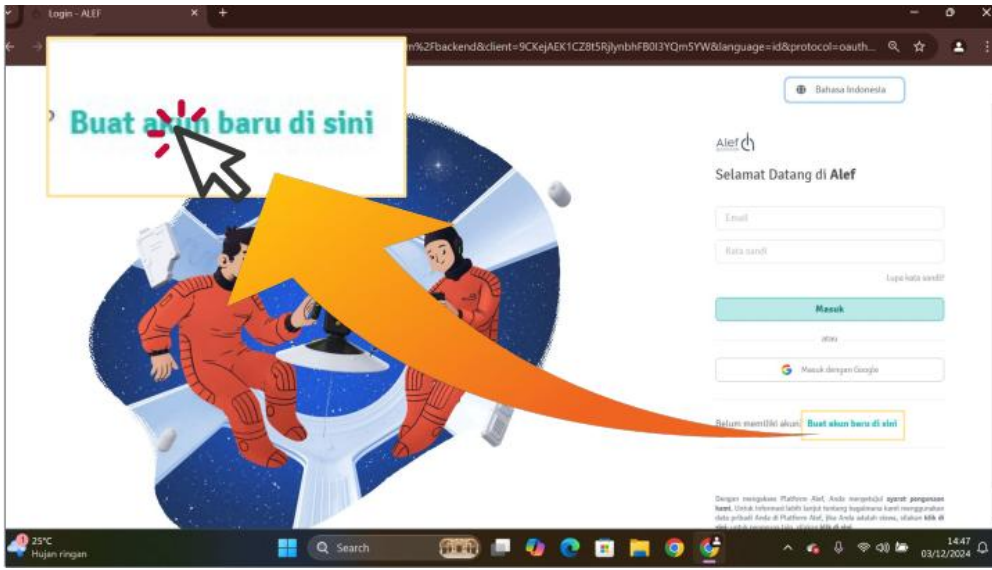 Login - ALEF
m%2Fbackend&client=9CKejAEK1CZ8t5RjlynbhFB0I3YQm5YW&language=id&protocol=oauth...
Buat akun baru di sini
Bahasa Indonesia
Alef
Selamat Datang di Alef
Email
Kata sandi
Lupa kata sandi?
Masuk
atau
Masuk dengan Google
Belum memiliki akun Buat akun baru di sini
Dengan mengakses Platform Alef, Anda menyetujui syarat penggunaan
kami. Untuk informasi lebih lanjut tentang bagaimana kami menggunakan
data pribadi Anda di Platform Alef, jika Anda adalah siswa, silakan klik di
25°C
Hujan ringan
Search
14:47
03/12/2024